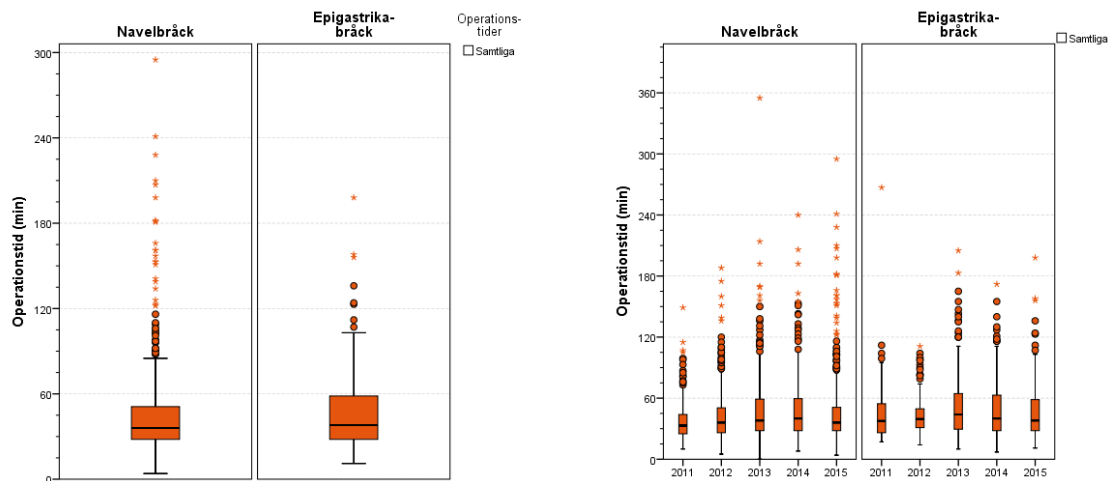 Navelbråck
Epigastrika-
bråck
Operations-
tider
Samtliga
Operationstid (min)
300
240
180
120
60
0
Navelbråck
Epigastrika-
bråck
Samtliga
Operationstid (min)
360
300
240
180
120
60
0
2011 2012 2013 2014 2015 2011 2012 2013 2014 2015